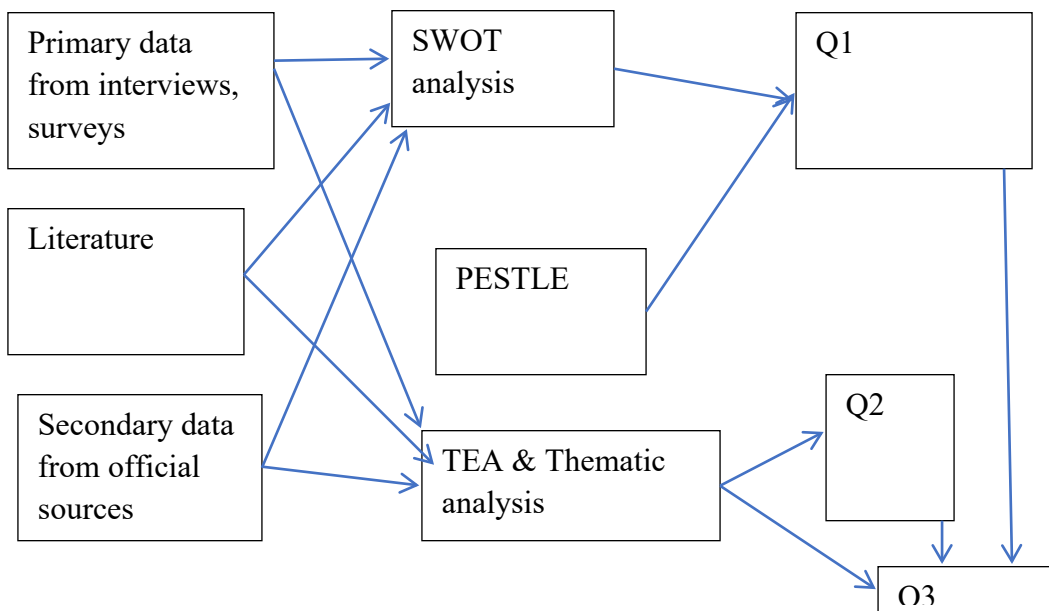 Primary data
from interviews,
surveys
SWOT
analysis
Q1
Literature
PESTLE
Secondary data
from official
sources
TEA & Thematic
analysis
Q2
Q3